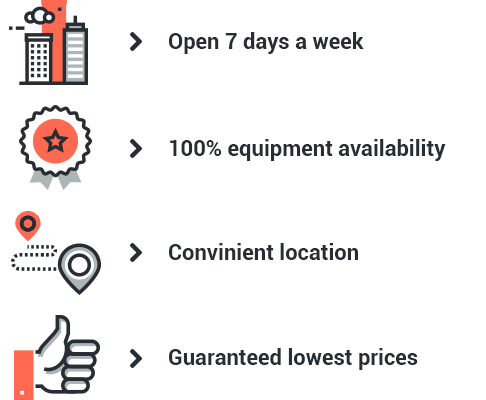 Open 7 days a week
100% equipment availability
Convinient location
Guaranteed lowest prices